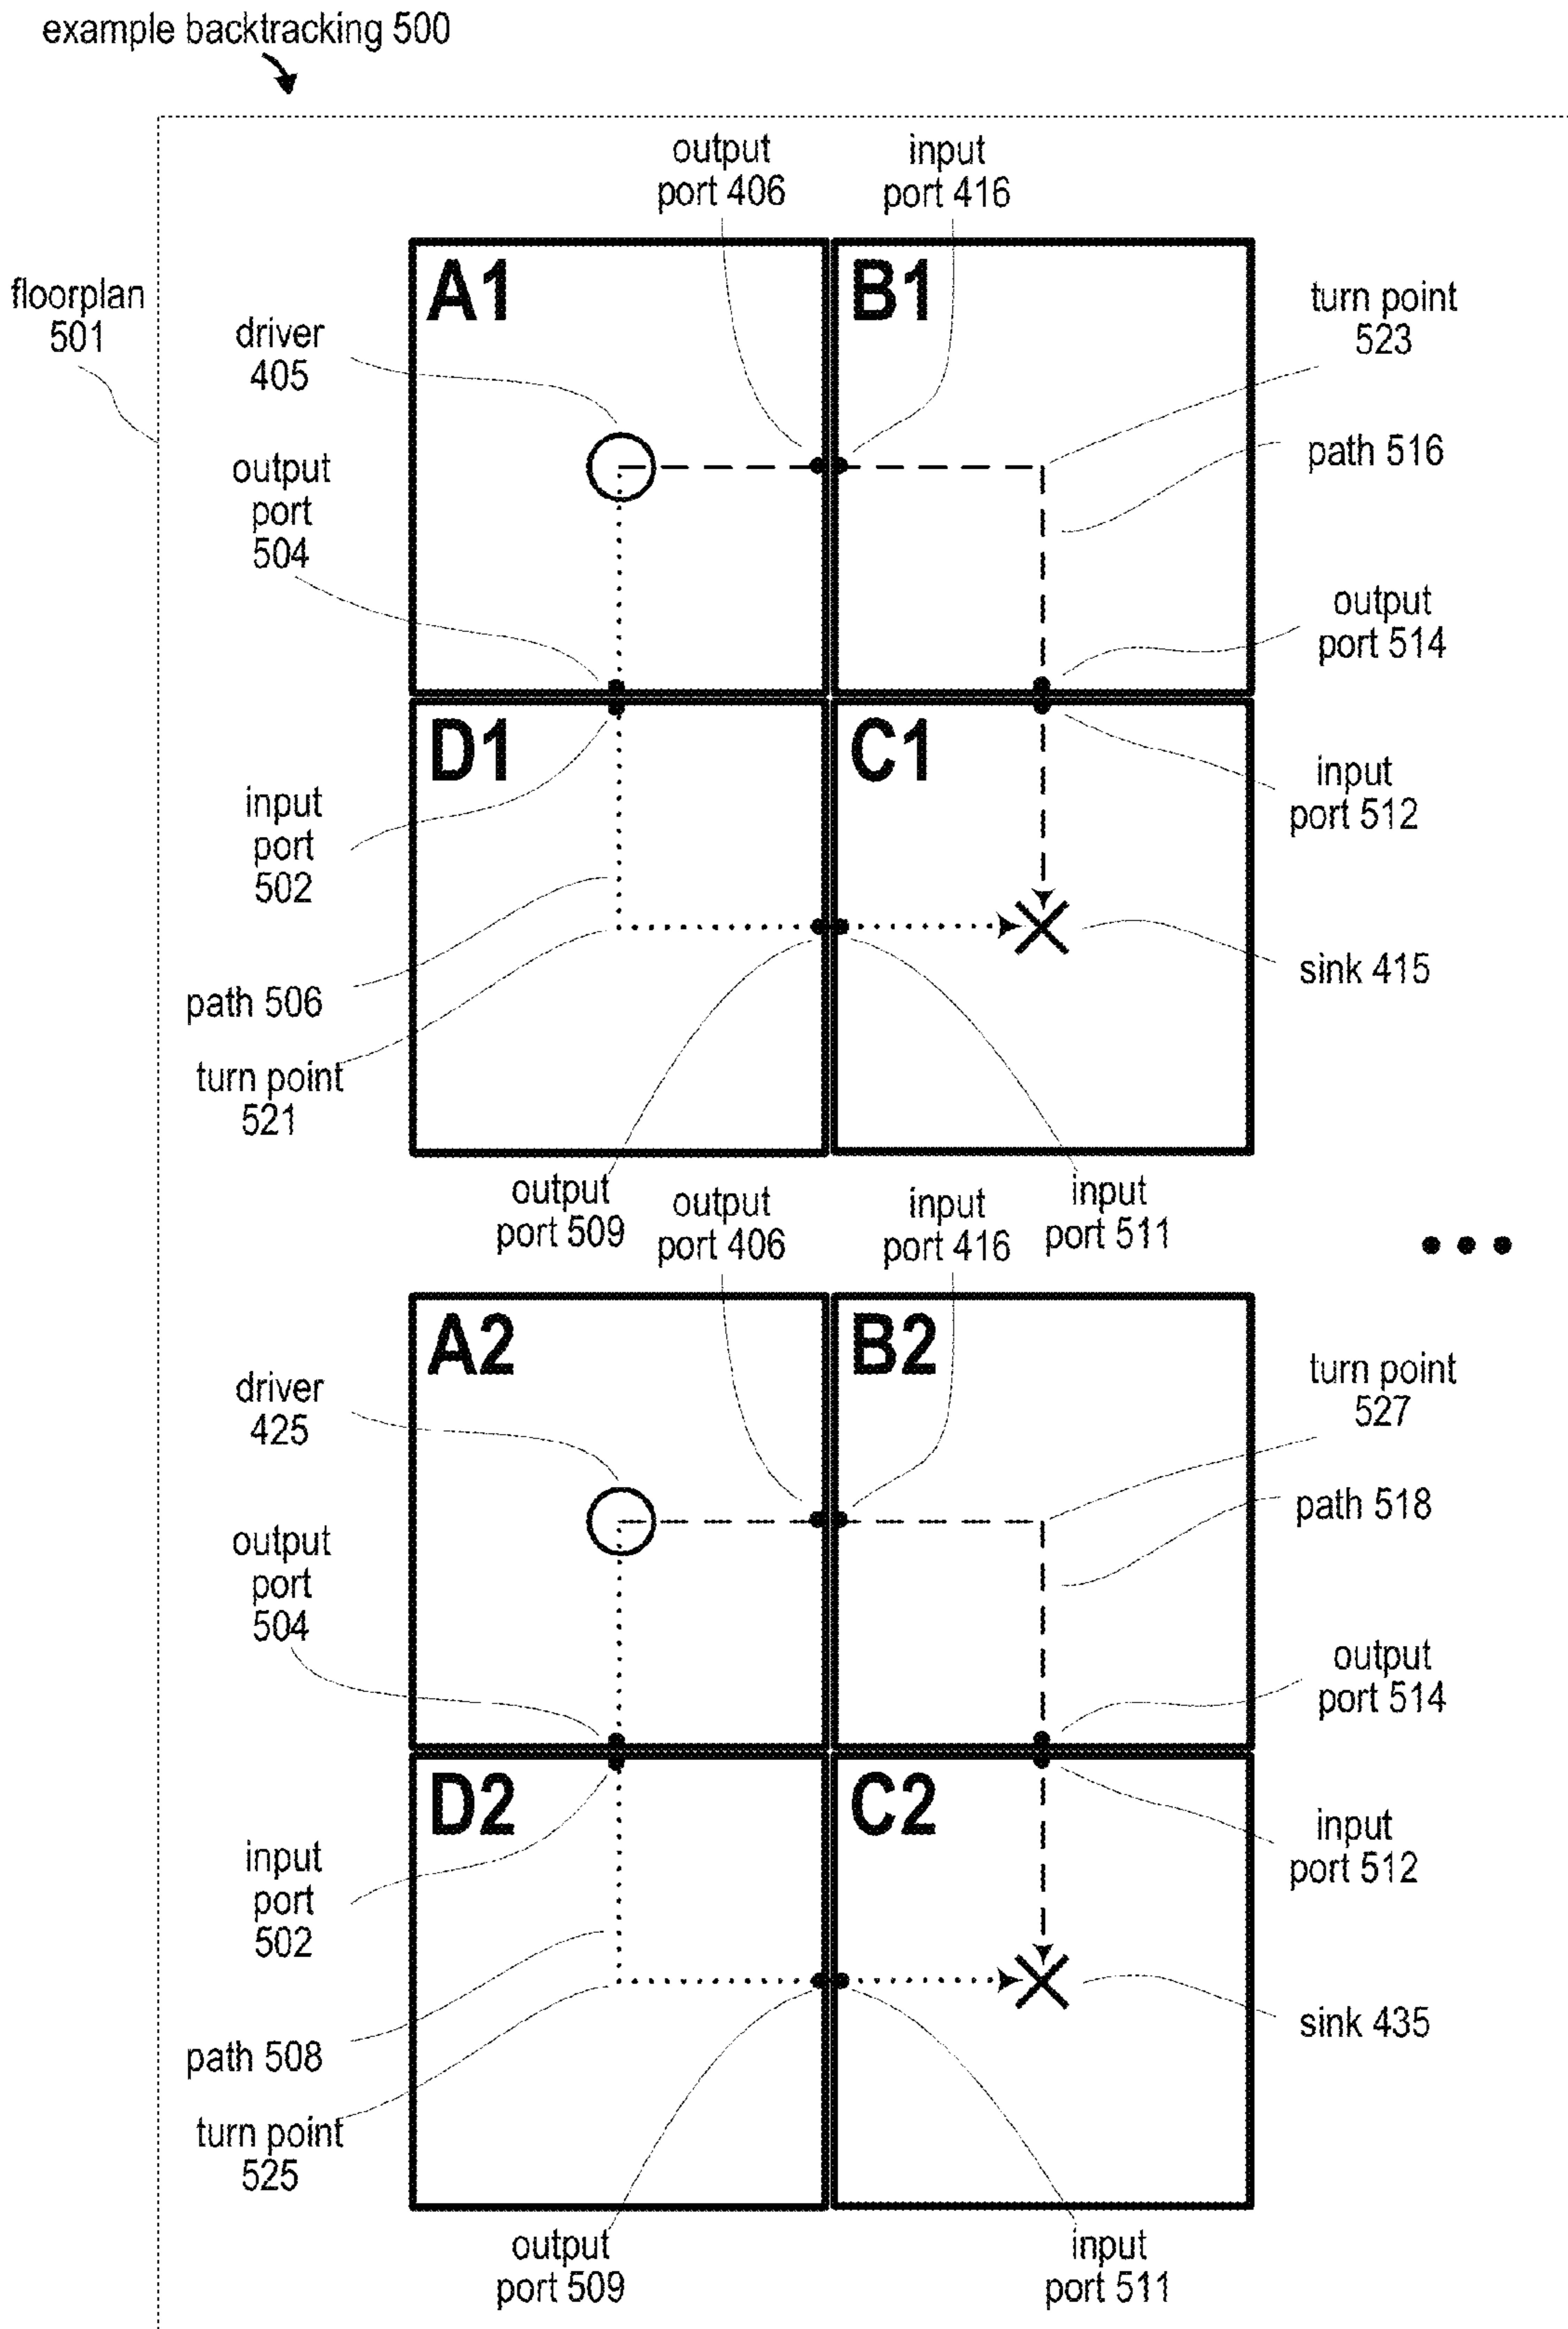 example backtracking 500
output
port 406
input
port 416
A1
B1
floorplan
501
turn point
523
driver
405
path 516
output
port
504
output
port 514
D1
C1
input
port 512
input
port
502
sink 415
path 506
turn point
521
output
port 509
output
port 406
input
port 416
input
port 511
A2
B2
turn point
527
driver
425
path 518
output
port
504
output
port 514
D2
C2
input
port 512
input
port
502
sink 435
path 508
turn point
525
output
port 509
input
port 511